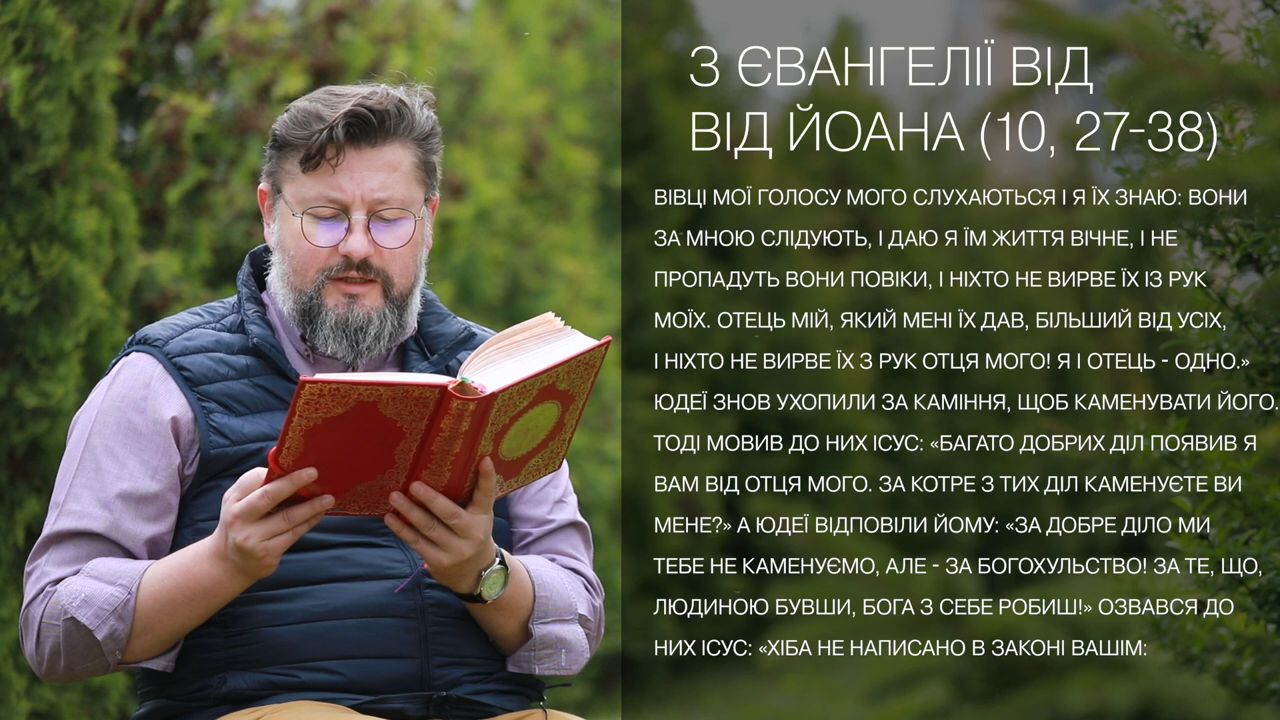 З ЄВАНГЕЛІЇ ВІД
ВІД ЙОАНА (10, 27-38)
ВІВЦІ МОЇ ГОЛОСУ МОГО СЛУХАЮТЬСЯ І Я ЇХ ЗНАЮ: ВОНИ
ЗА МНОЮ СЛІДУЮТЬ, І ДАЮ Я ЇМ ЖИТТЯ ВІЧНЕ, І НЕ
ПРОПАДУТЬ ВОНИ ПОВІКИ, І НІХТО НЕ ВИРВЕ ЇХ ІЗ РУК
МОЇХ. ОТЕЦЬ МІЙ, ЯКИЙ МЕНІ ЇХ ДАВ, БІЛЬШИЙ ВІД УСІХ,
І НІХТО НЕ ВИРВЕ ЇХ З РУК ОТЦЯ МОГО! Я І ОТЕЦЬ - ОДНО.»
ЮДЕЇ ЗНОВ УХОПИЛИ ЗА КАМІННЯ, ЩОБ КАМЕНУВАТИ ЙОГО.
ТОДІ МОВИВ ДО НИХ ІСУС: «БАГАТО ДОБРИХ ДІЛ ПОЯВИВ Я
ВАМ ВІД ОТЦЯ МОГО. ЗА КОТРЕ З ТИХ ДІЛ КАМЕНУЄТЕ ВИ
МЕНЕ?» А ЮДЕЇ ВІДПОВІЛИ ЙОМУ: «ЗА ДОБРЕ ДІЛО МИ
ТЕБЕ НЕ КАМЕНУЄМО, АЛЕ - ЗА БОГОХУЛЬСТВО! ЗА ТЕ, ЩО,
ЛЮДИНОЮ БУВШИ, БОГА З СЕБЕ РОБИШ!» ОЗВАВСЯ ДО
НИХ ІСУС: «ХІБА НЕ НАПИСАНО В ЗАКОНІ ВАШІМ: